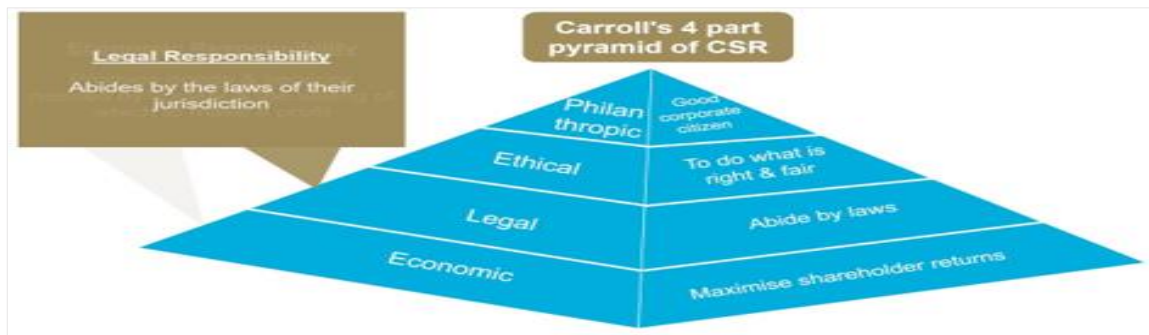 Carroll's 4 part
pyramid of CSR
Legal Responsibility
Abides by the laws of their
jurisdiction
Philan
thropic
Good
corporate
citizen
Ethical
To do what is
right & fair
Legal
Abide by laws
Economic
Maximise shareholder returns